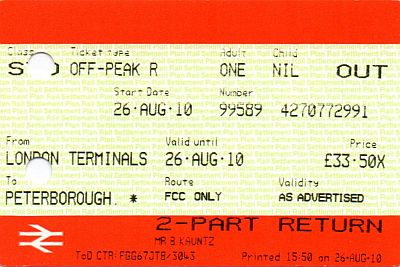 Class Ticket type Adult Child
STD OFF-PEAK R ONE NIL OUT
Start Date Number
26·AUG·10 99589 4270772991
From Valid until Price
LONDON TERMINALS 26·AUG·10 £33.50X
To Route Validity
PETERBOROUGH. * FCC ONLY AS ADVERTISED
2-PART RETURN
MR B KAUNTZ
ToD CTR:FGG67JTB/3043 Printed 15:50 on 26-AUG-10